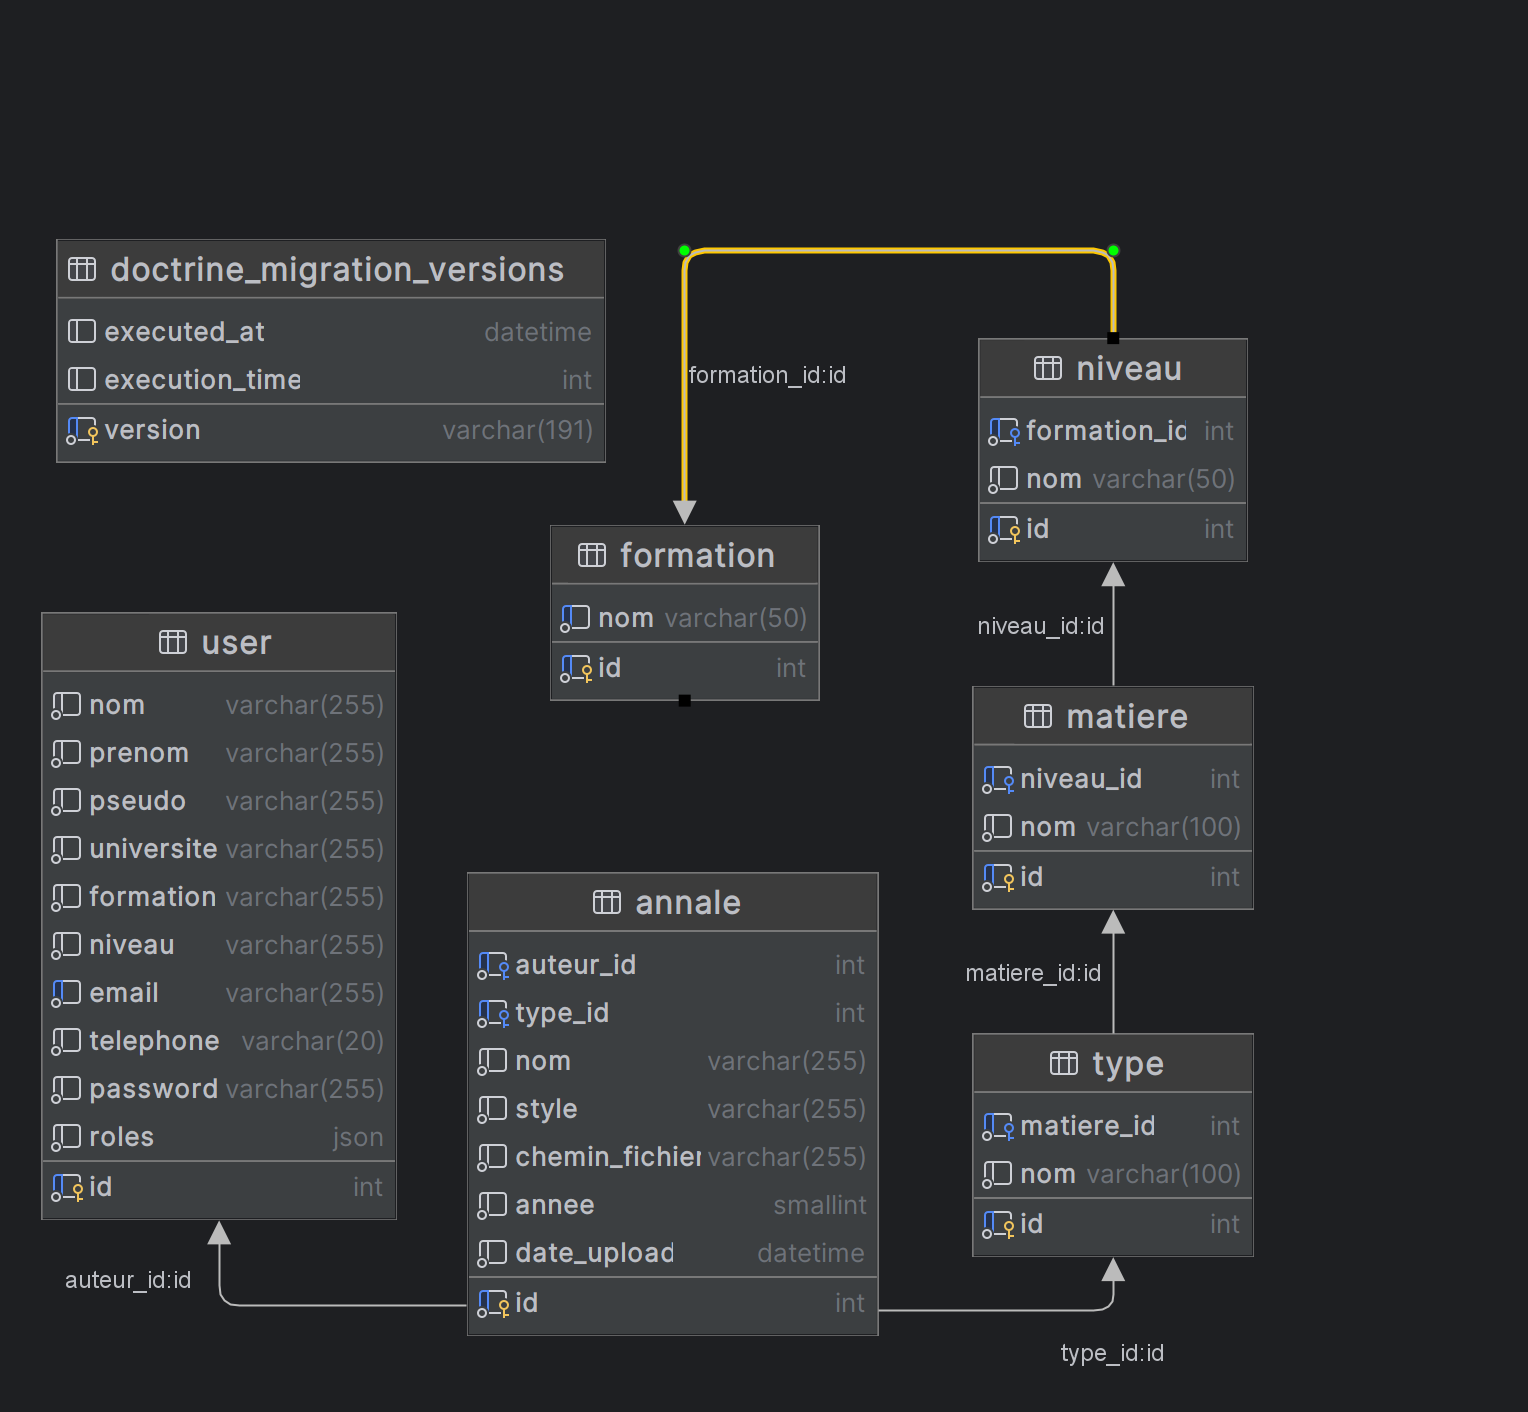 doctrine_migration_versions
executed_at datetime
execution_time int
version varchar(191)
formation_id:id
niveau
formation_id int
nom varchar(50)
id int
formation
nom varchar(50)
id int
niveau_id:id
user
nom varchar(255)
prenom varchar(255)
pseudo varchar(255)
universite varchar(255)
formation varchar(255)
niveau varchar(255)
email varchar(255)
telephone varchar(20)
password varchar(255)
roles json
id int
auteur_id:id
matiere
niveau_id int
nom varchar(100)
id int
matiere_id:id
annale
auteur_id int
type_id int
nom varchar(255)
style varchar(255)
chemin_fichier varchar(255)
annee smallint
date_upload datetime
id int
type
matiere_id int
nom varchar(100)
id int
type_id:id